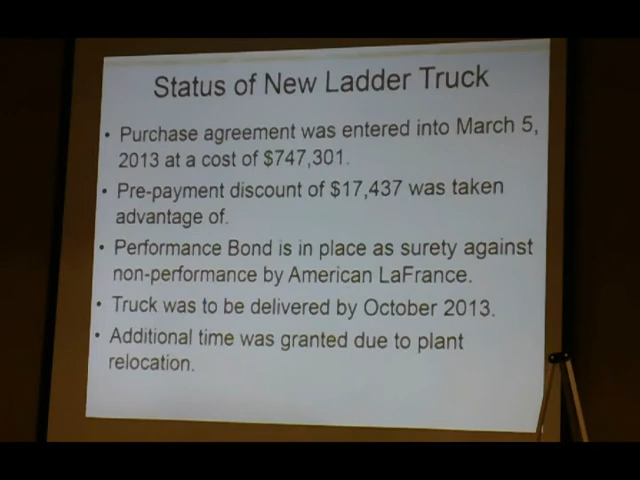 Status of New Ladder Truck
• Purchase agreement was entered into March 5,
2013 at a cost of $747,301.
• Pre-payment discount of $17,437 was taken
advantage of.
• Performance Bond is in place as surety against
non-performance by American LaFrance.
• Truck was to be delivered by October 2013.
• Additional time was granted due to plant
relocation.